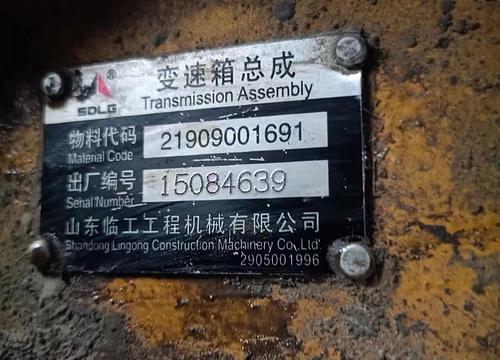 变速箱总成
SDLG®
Transmission Assembly
物料代码 21909001691
Material Code
出厂编号 15084639
Serial Number
山东临工工程机械有限公司
Shandong Lingong Construction Machinery Co.,Ltd.
2905001996